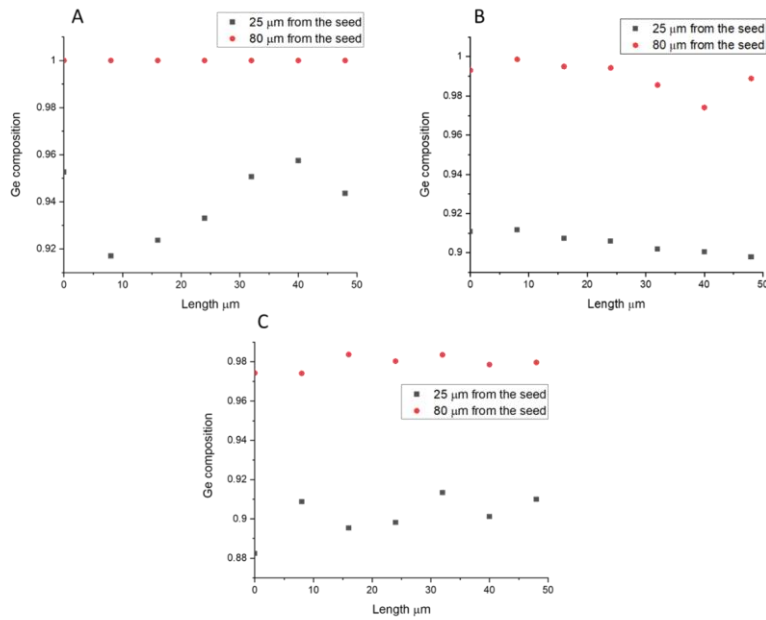 A
25 μm from the seed
80 μm from the seed
1
0.98
0.96
0.94
0.92
Ge composition
0
10
20
30
40
50
Length μm
B
25 μm from the seed
80 μm from the seed
1
0.98
0.96
0.94
0.92
0.9
Ge composition
0
10
20
30
40
50
Length μm
C
0.98
0.96
0.94
0.92
0.9
0.88
Ge composition
25 μm from the seed
80 μm from the seed
0
10
20
30
40
50
Length μm